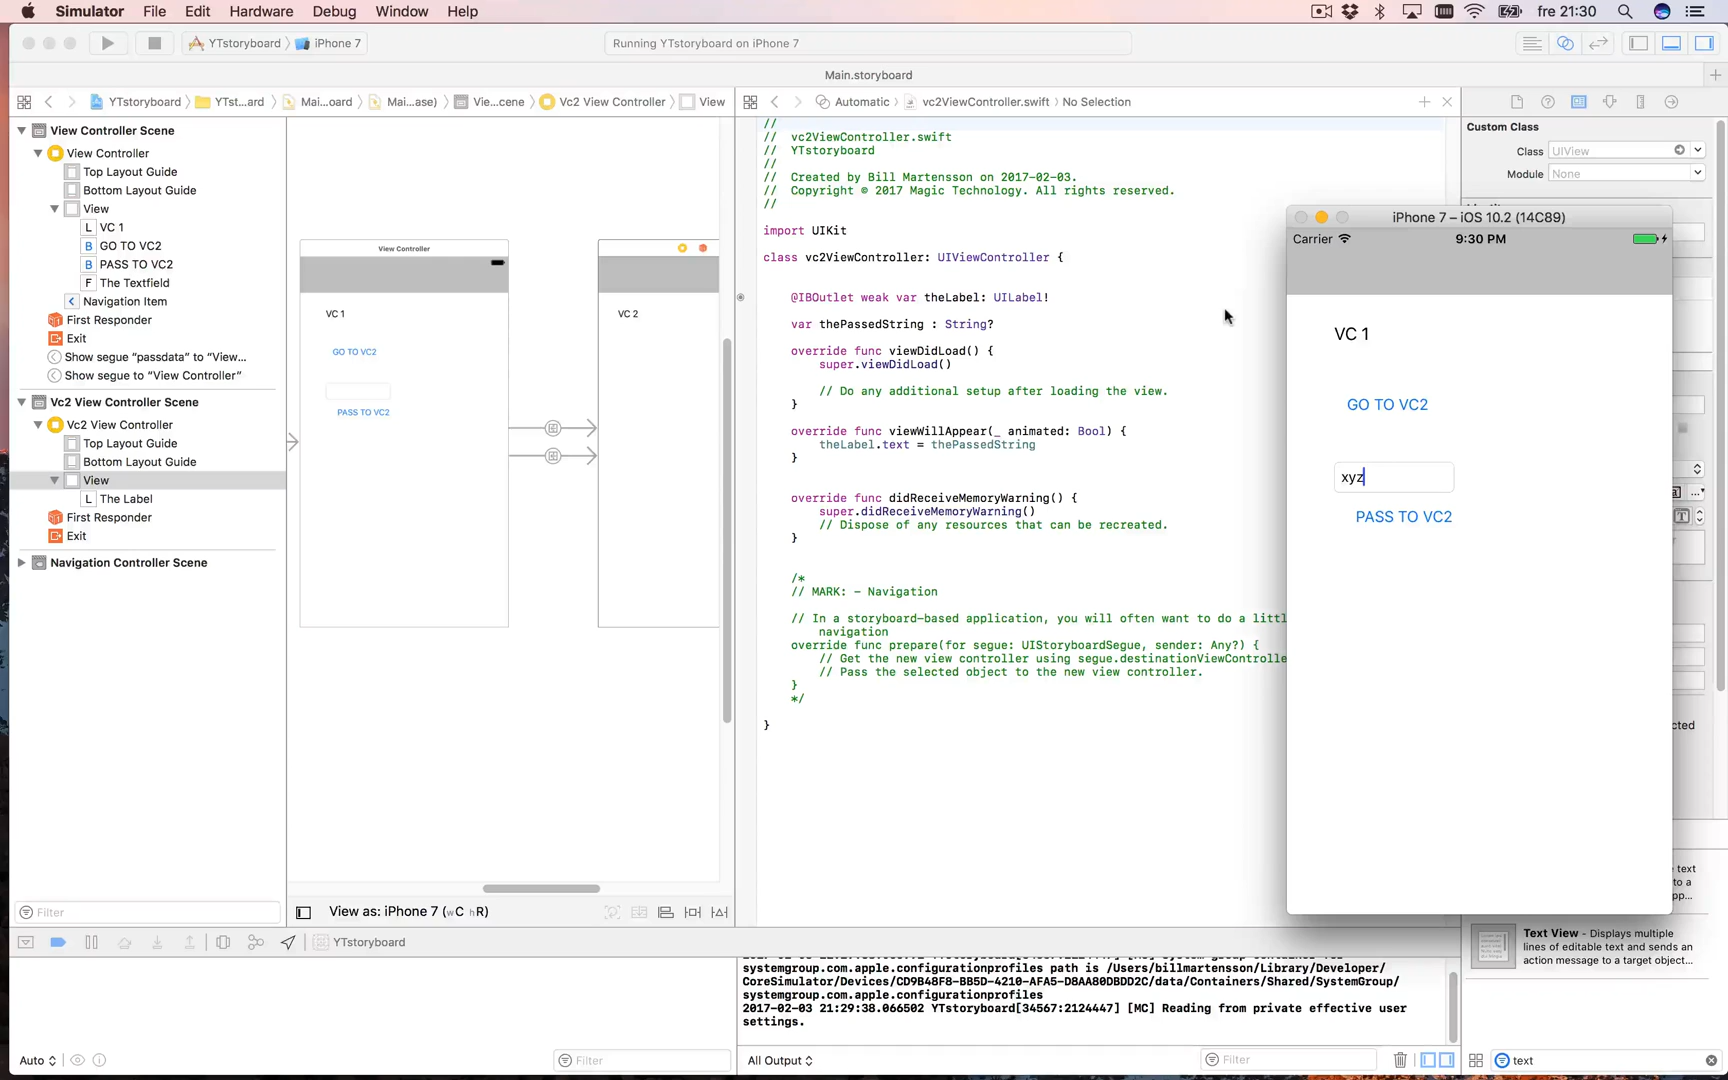 Simulator File Edit Hardware Debug Window Help fre 21:30
YTstoryboard iPhone 7 Running YTstoryboard on iPhone 7
Main.storyboard
YTstoryboard YTst...ard Mai...oard Mai...ase) Vie...cene Vc2 View Controller View
Automatic vc2ViewController.swift No Selection
View Controller Scene
View Controller
Top Layout Guide
Bottom Layout Guide
View
L VC 1
B GO TO VC2
B PASS TO VC2
F The Textfield
Navigation Item
First Responder
Exit
Show segue "passdata" to "View...
Show segue to "View Controller"
Vc2 View Controller Scene
Vc2 View Controller
Top Layout Guide
Bottom Layout Guide
View
L The Label
First Responder
Exit
Navigation Controller Scene
Filter
View Controller
VC 1
GO TO VC2
PASS TO VC2
VC 2
View as: iPhone 7 (wC hR)
//
// vc2ViewController.swift
// YTstoryboard
//
// Created by Bill Martensson on 2017-02-03.
// Copyright © 2017 Magic Technology. All rights reserved.
//
import UIKit
class vc2ViewController: UIViewController {
@IBOutlet weak var theLabel: UILabel!
var thePassedString : String?
override func viewDidLoad() {
super.viewDidLoad()
// Do any additional setup after loading the view.
}
override func viewWillAppear(_ animated: Bool) {
theLabel.text = thePassedString
}
override func didReceiveMemoryWarning() {
super.didReceiveMemoryWarning()
// Dispose of any resources that can be recreated.
}
/*
// MARK: - Navigation
// In a storyboard-based application, you will often want to do a littl
navigation
override func prepare(for segue: UIStoryboardSegue, sender: Any?) {
// Get the new view controller using segue.destinationViewControlle
// Pass the selected object to the new view controller.
}
*/
}
Custom Class
Class UIView
Module None
iPhone 7 – iOS 10.2 (14C89)
Carrier 9:30 PM
VC 1
GO TO VC2
xyz
PASS TO VC2
cted
text
to a
pp...
Text View - Displays multiple
lines of editable text and sends an
action message to a target object...
YTstoryboard
systemgroup.com.apple.configurationprofiles path is /Users/billmartensson/Library/Developer/
CoreSimulator/Devices/CD9B48F8-BB5D-4210-AFA5-D8AA80DBDD2C/data/Containers/Shared/SystemGroup/
systemgroup.com.apple.configurationprofiles
2017-02-03 21:29:38.066502 YTstoryboard[34567:2124447] [MC] Reading from private effective user
settings.
Auto Filter All Output Filter text